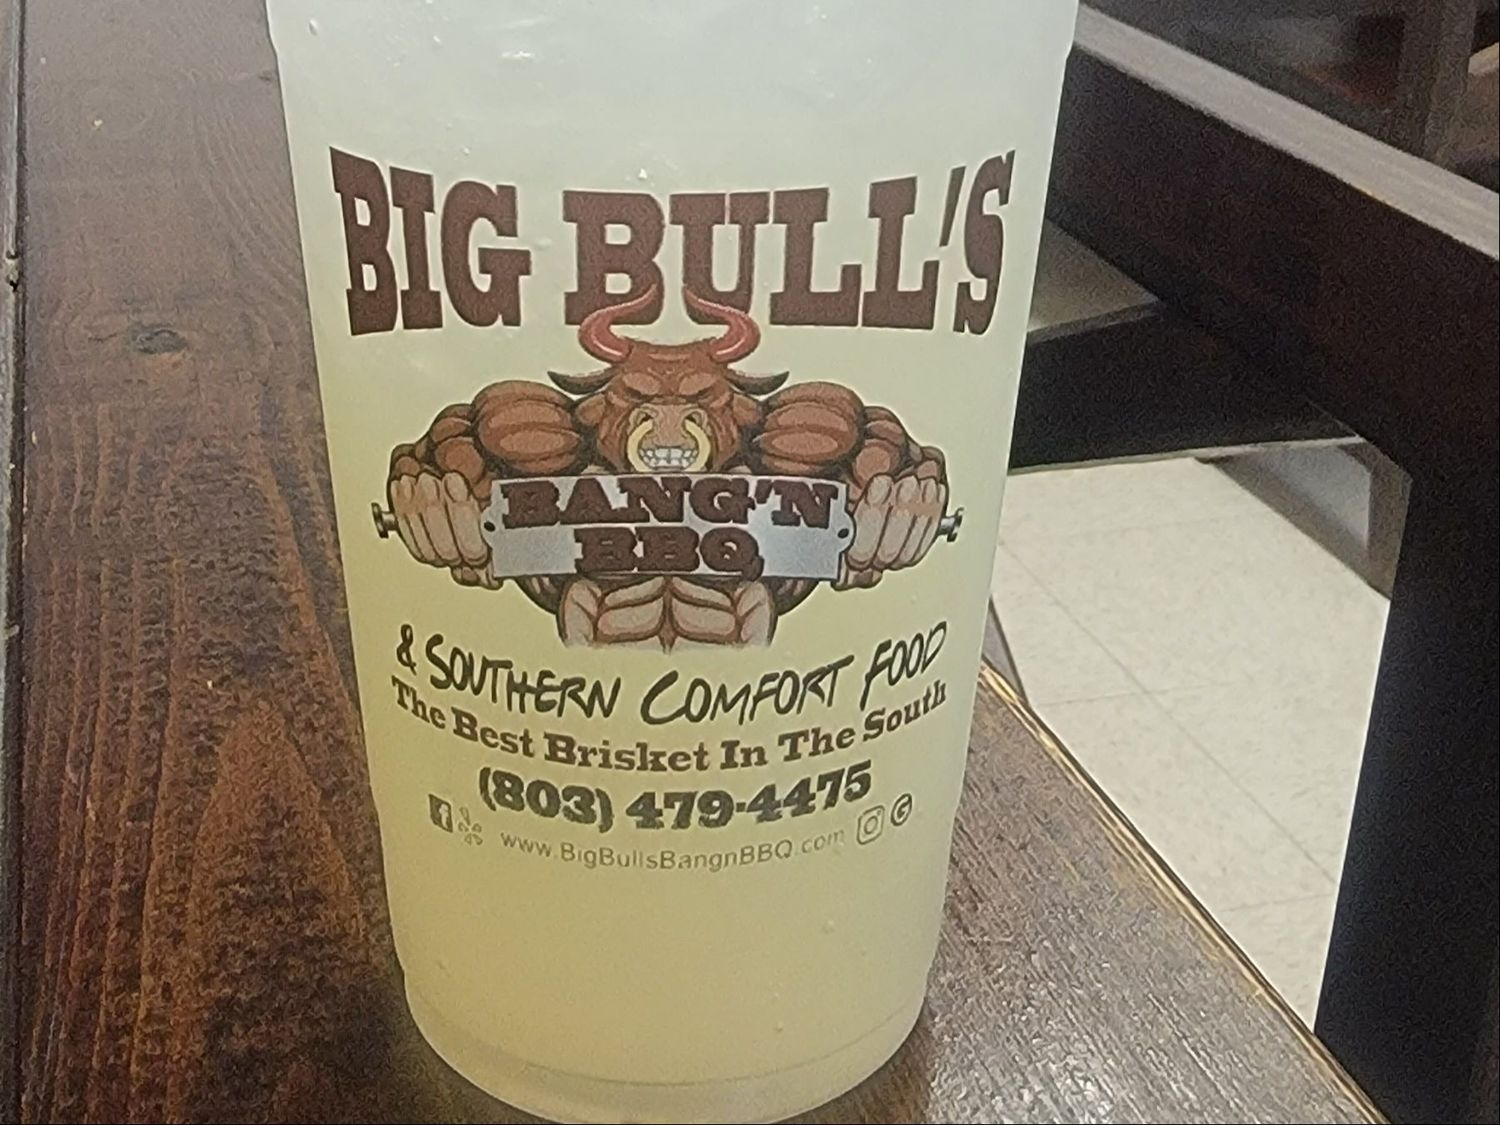 BIG BULL'S
BANG'N
BBQ
& SOUTHERN COMFORT FOOD
The Best Brisket In The South
(803) 479-4475
www.BigBullsBangnBBQ.com